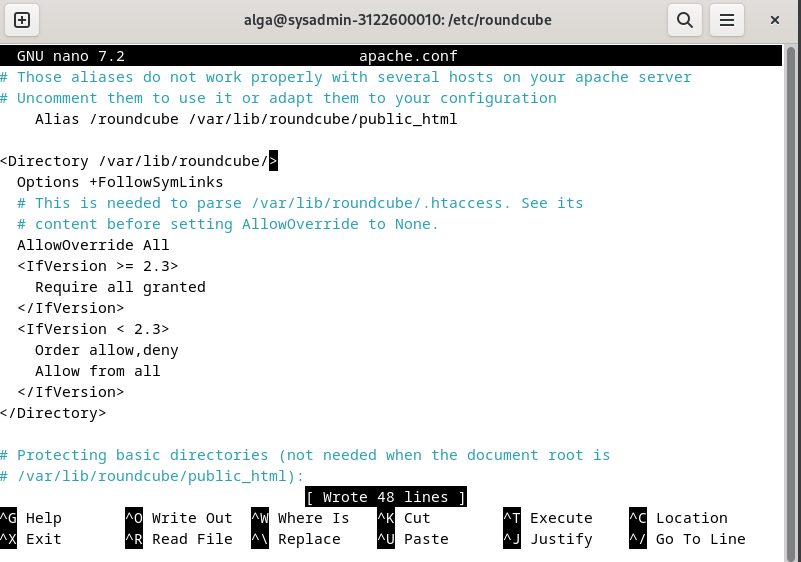 alga@sysadmin-3122600010: /etc/roundcube
GNU nano 7.2 apache.conf
# Those aliases do not work properly with several hosts on your apache server
# Uncomment them to use it or adapt them to your configuration
    Alias /roundcube /var/lib/roundcube/public_html

<Directory /var/lib/roundcube/>
  Options +FollowSymLinks
  # This is needed to parse /var/lib/roundcube/.htaccess. See its
  # content before setting AllowOverride to None.
  AllowOverride All
  <IfVersion >= 2.3>
    Require all granted
  </IfVersion>
  <IfVersion < 2.3>
    Order allow,deny
    Allow from all
  </IfVersion>
</Directory>

# Protecting basic directories (not needed when the document root is
# /var/lib/roundcube/public_html):
[ Wrote 48 lines ]
^G Help ^O Write Out ^W Where Is ^K Cut ^T Execute ^C Location
^X Exit ^R Read File ^\ Replace ^U Paste ^J Justify ^/ Go To Line